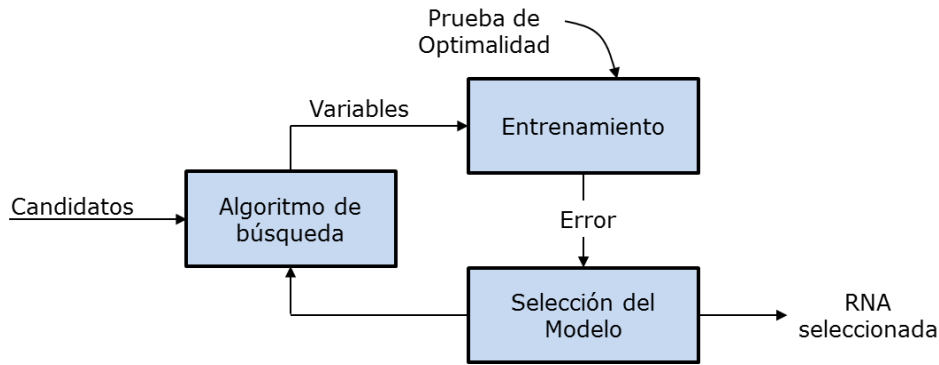 Prueba de
Optimalidad
Variables
Entrenamiento
Candidatos
Algoritmo de
búsqueda
Error
Selección del
Modelo
RNA
seleccionada